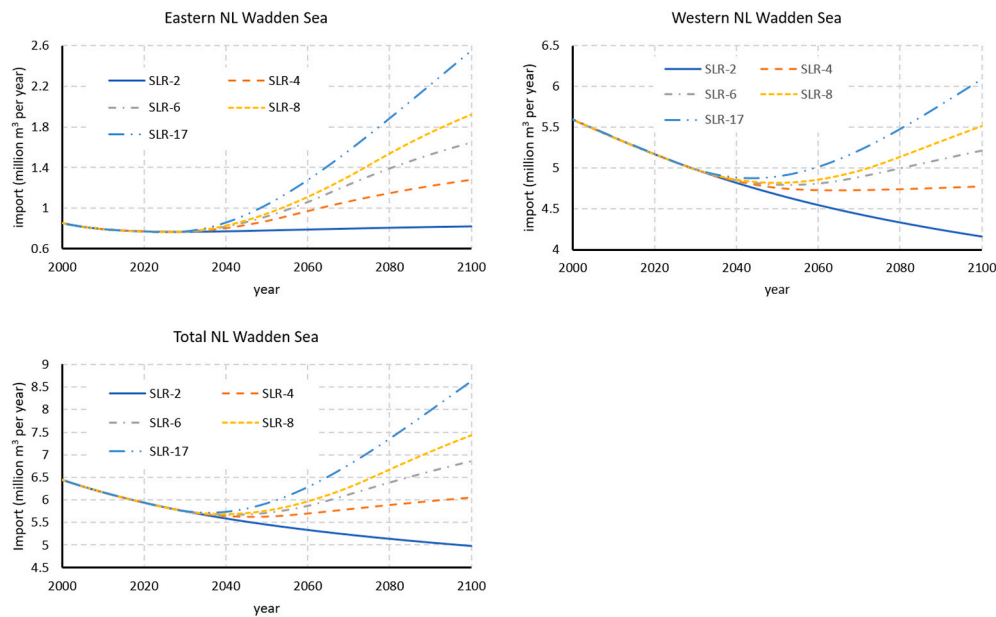 Eastern NL Wadden Sea
import (million m³ per year)
2.6
2.2
1.8
1.4
1
0.6
SLR-2
SLR-4
SLR-6
SLR-8
SLR-17
2000
2020
2040
2060
2080
2100
year
Western NL Wadden Sea
import (million m³ per year)
6.5
6
5.5
5
4.5
4
SLR-2
SLR-4
SLR-6
SLR-8
SLR-17
2000
2020
2040
2060
2080
2100
year
Total NL Wadden Sea
Import (million m³ per year)
9
8.5
8
7.5
7
6.5
6
5.5
5
4.5
SLR-2
SLR-4
SLR-6
SLR-8
SLR-17
2000
2020
2040
2060
2080
2100
year